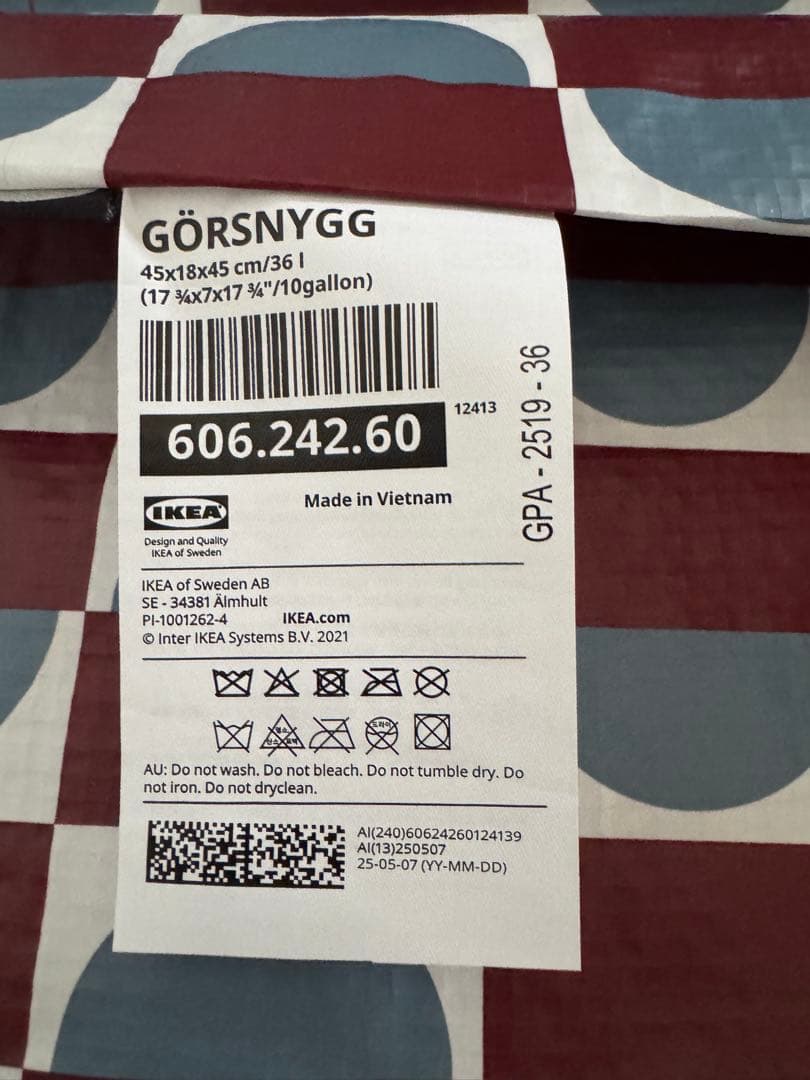 GÖRSNYGG
45x18x45 cm/36 l
(17 ¾x7x17 ¾"/10gallon)
606.242.60
12413
GPA - 2519 - 36
IKEA
Made in Vietnam
Design and Quality
IKEA of Sweden
IKEA of Sweden AB
SE - 34381 Älmhult
PI-1001262-4 IKEA.com
© Inter IKEA Systems B.V. 2021
드라이
AU: Do not wash. Do not bleach. Do not tumble dry. Do
not iron. Do not dryclean.
AI(240)60624260124139
AI(13)250507
25-05-07 (YY-MM-DD)